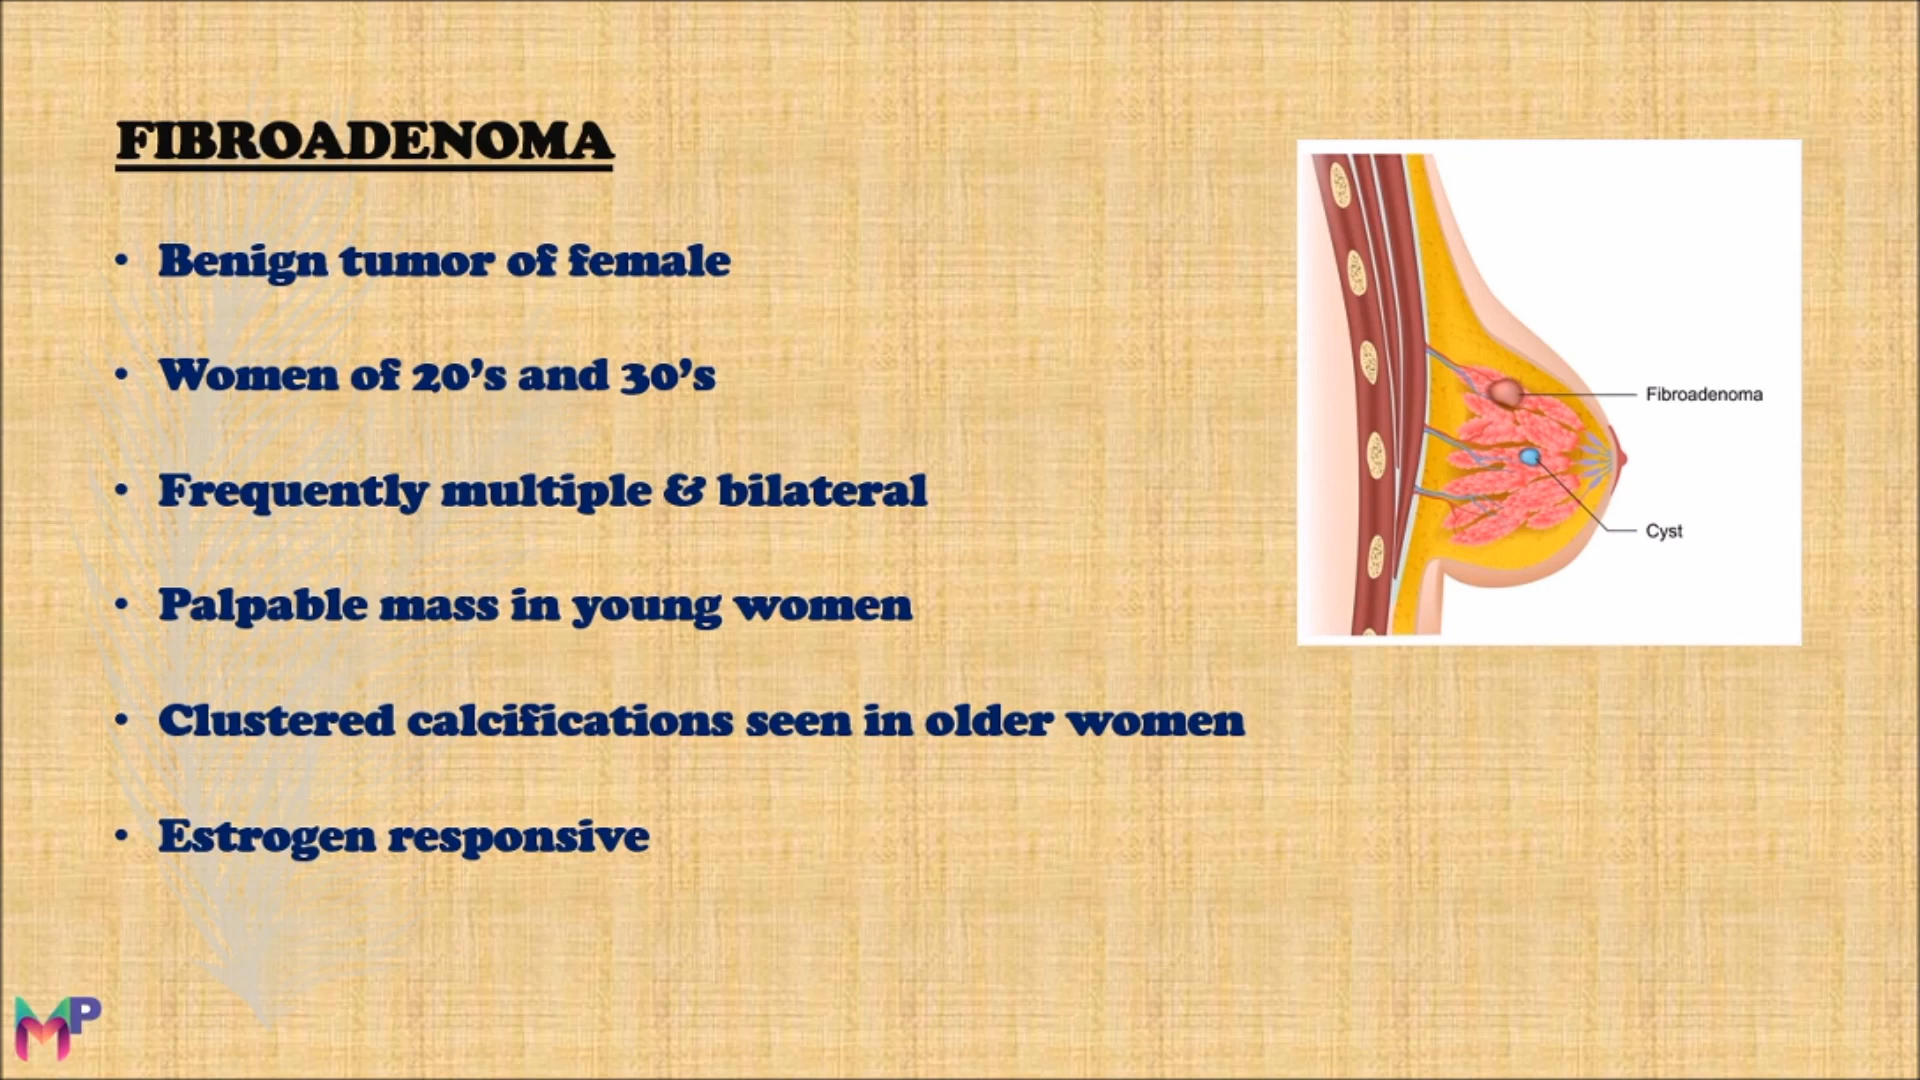 FIBROADENOMA
• Benign tumor of female
• Women of 20’s and 30’s
• Frequently multiple & bilateral
• Palpable mass in young women
• Clustered calcifications seen in older women
• Estrogen responsive
Fibroadenoma
Cyst
MP